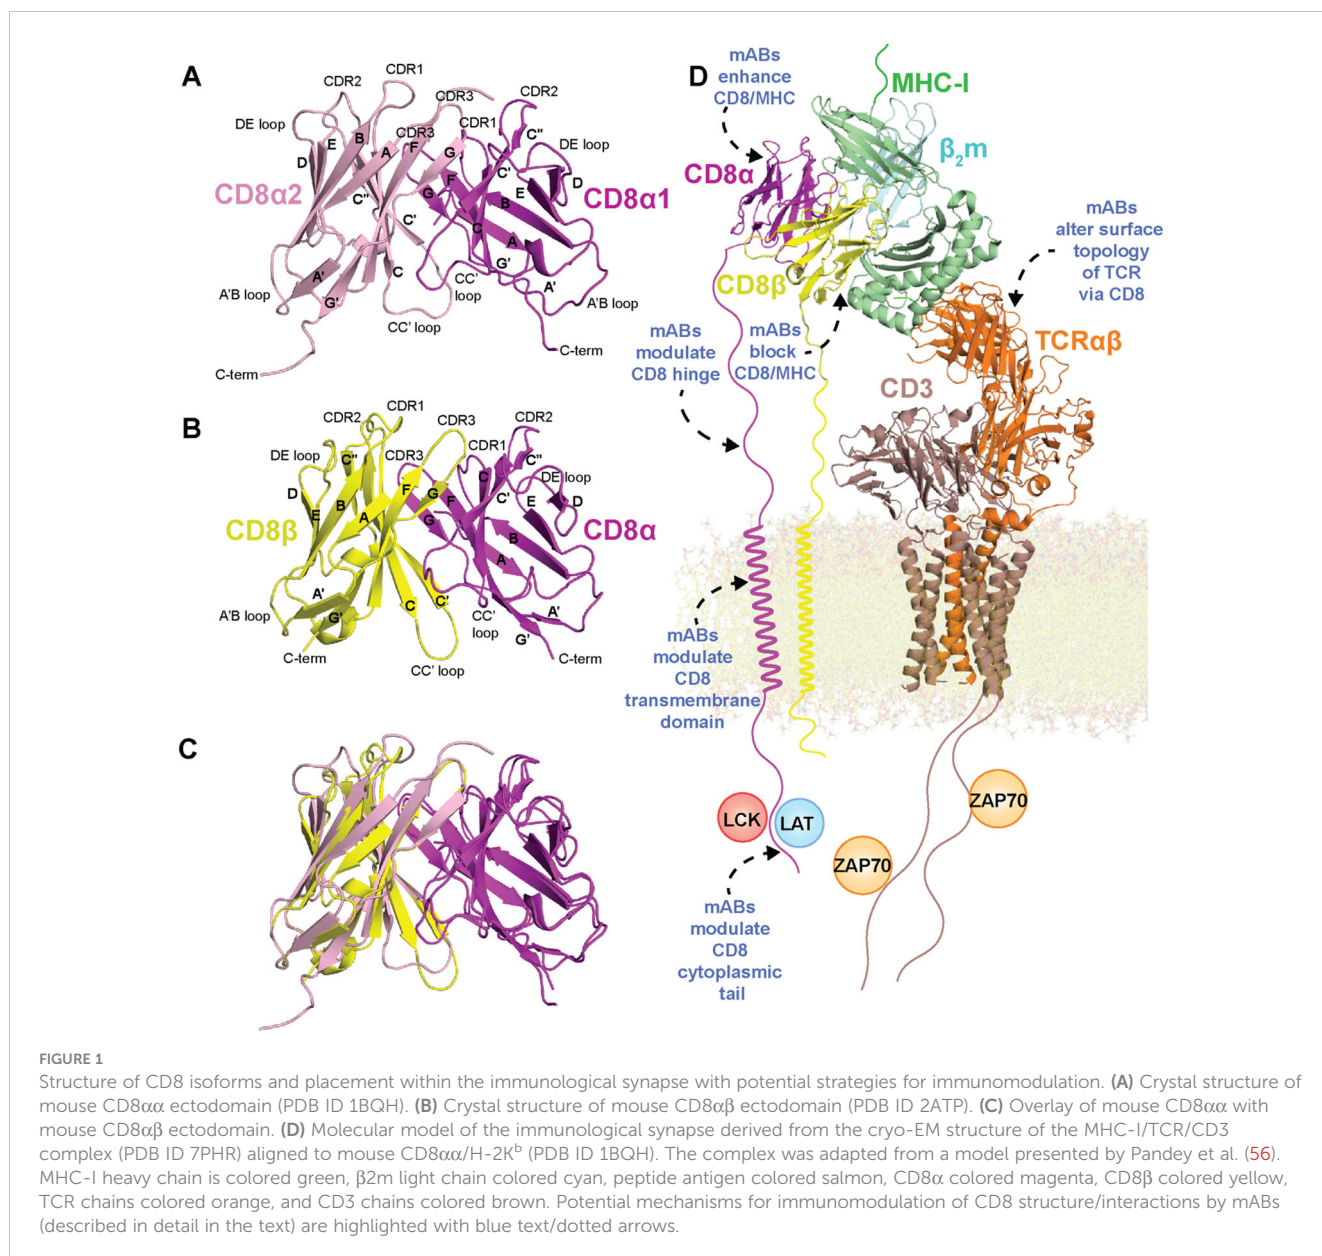 A
CDR1
CDR2
CDR3
CDR2
DE loop
CDR3
CDR1
C''
DE loop
E
B
A
F
G
D
D
CD8α2
CD8α1
C''
C'
C'
G
F
E
B
C
A
C
G'
A'
A'
G'
A'B loop
CC'
loop
A'B loop
CC' loop
C-term
C-term
B
CDR1
CDR2
CDR3
CDR2
CDR3
CDR1
DE loop
C''
C''
DE loop
D
E
B
A
F
G
F
G
C
C'
E
D
CD8β
CD8α
B
A
A'
G'
C
C'
CC'
loop
A'
G'
A'B loop
C-term
CC' loop
C-term
C
D
mABs
enhance
CD8/MHC
MHC-I
β2m
CD8α
CD8β
mABs
alter surface
topology
of TCR
via CD8
mABs
modulate
CD8 hinge
mABs
block
CD8/MHC
TCRαβ
CD3
mABs
modulate
CD8
transmembrane
domain
LCK
LAT
ZAP70
ZAP70
mABs
modulate
CD8
cytoplasmic
tail
FIGURE 1
Structure of CD8 isoforms and placement within the immunological synapse with potential strategies for immunomodulation. (A) Crystal structure of
mouse CD8αα ectodomain (PDB ID 1BQH). (B) Crystal structure of mouse CD8αβ ectodomain (PDB ID 2ATP). (C) Overlay of mouse CD8αα with
mouse CD8αβ ectodomain. (D) Molecular model of the immunological synapse derived from the cryo-EM structure of the MHC-I/TCR/CD3
complex (PDB ID 7PHR) aligned to mouse CD8αα/H-2Kᵇ (PDB ID 1BQH). The complex was adapted from a model presented by Pandey et al. (56).
MHC-I heavy chain is colored green, β2m light chain colored cyan, peptide antigen colored salmon, CD8α colored magenta, CD8β colored yellow,
TCR chains colored orange, and CD3 chains colored brown. Potential mechanisms for immunomodulation of CD8 structure/interactions by mABs
(described in detail in the text) are highlighted with blue text/dotted arrows.